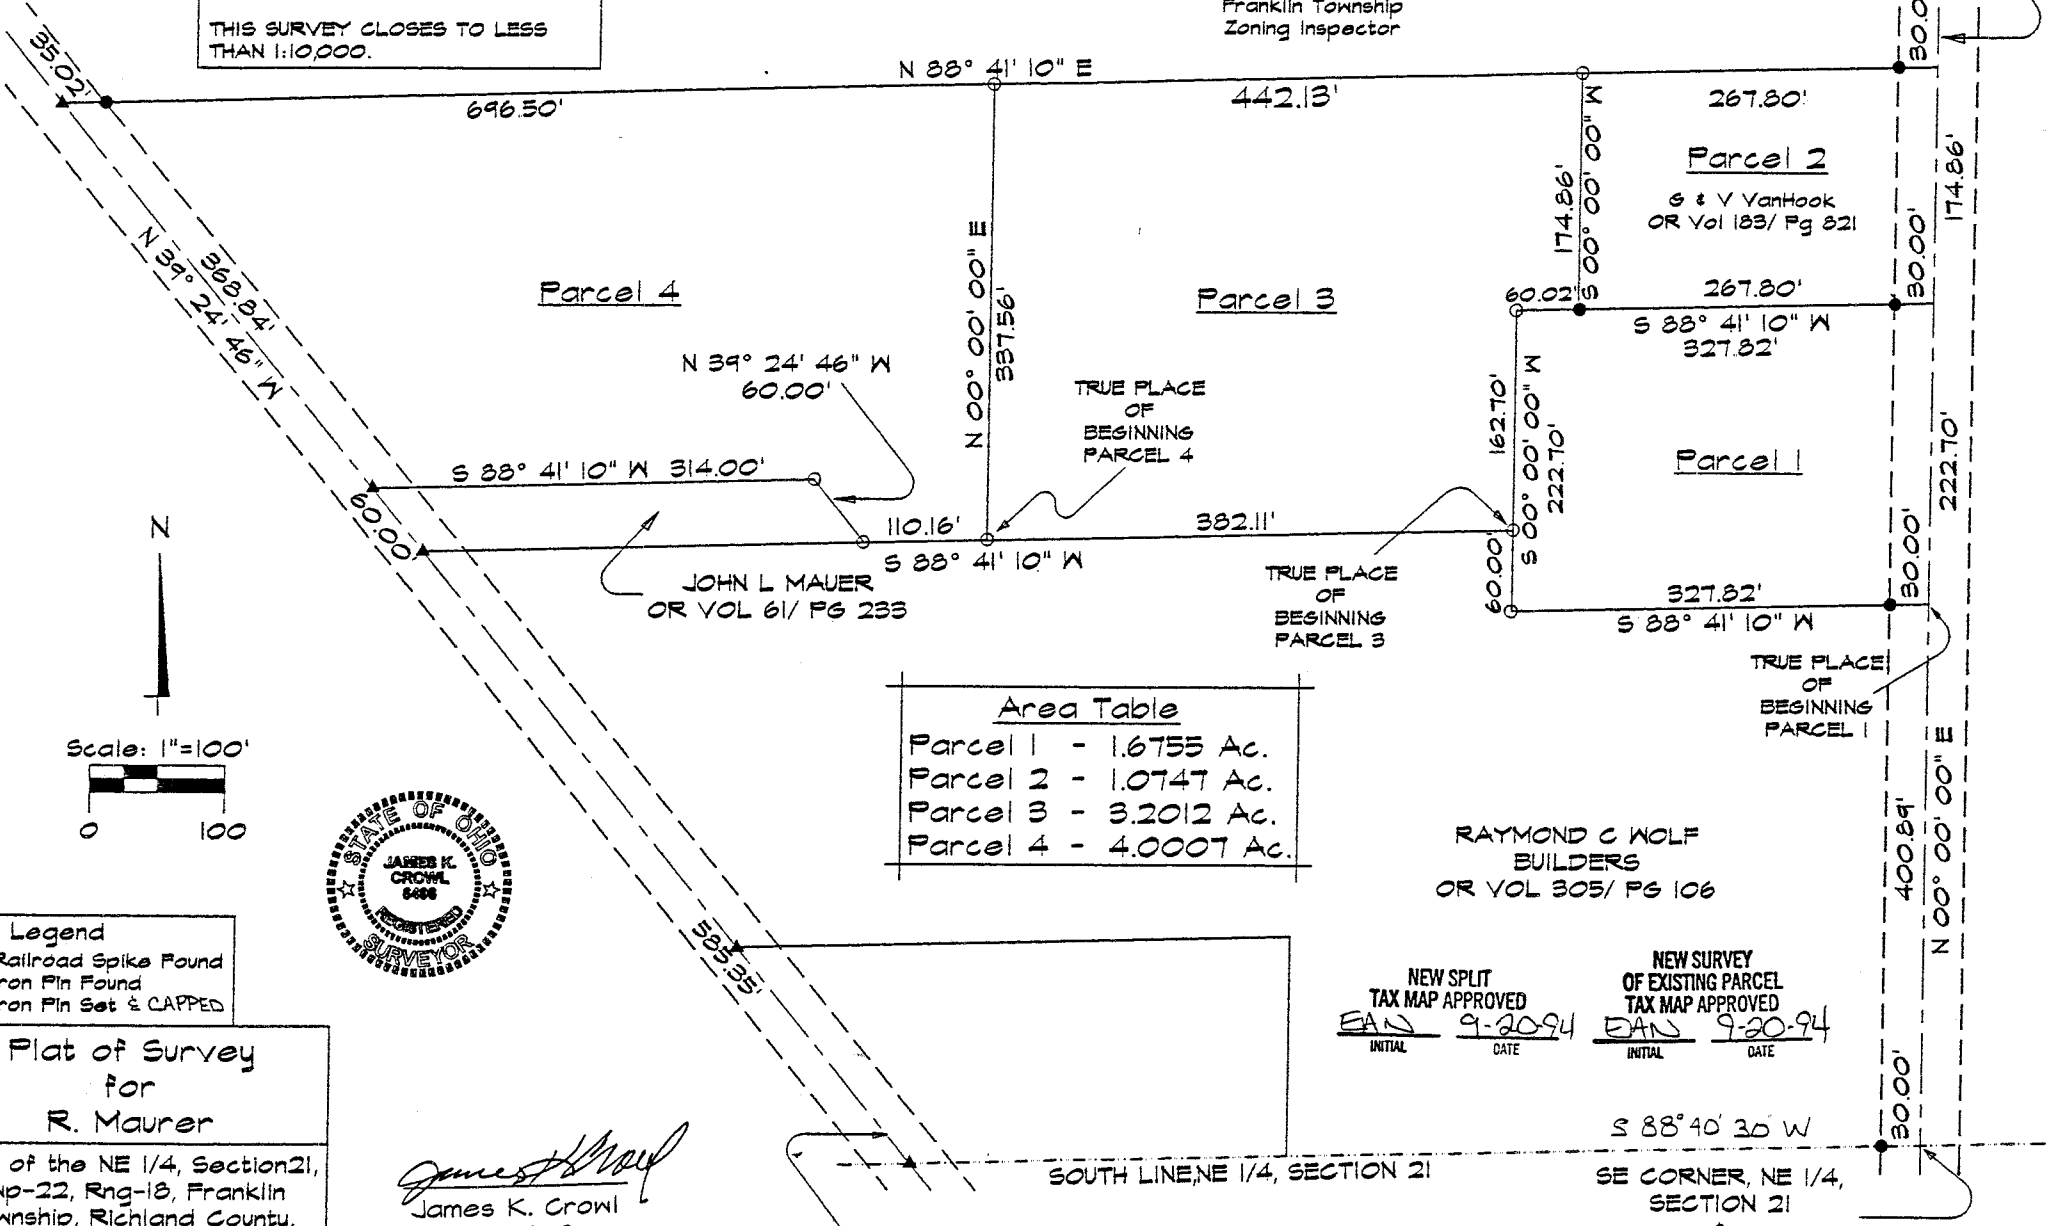 THIS SURVEY CLOSES TO LESS
THAN 1:10,000.
Franklin Township
Zoning Inspector
35.02'
N 88° 41' 10" E
696.50'
442.13'
267.80'
30.0
174.86'
Parcel 2
G & V VanHook
OR Vol 183/ Pg 821
174.86'
S 00° 00' 00" W
30.00'
N 39° 24' 46" W
368.84'
Parcel 4
N 00° 00' 00" E
337.56'
Parcel 3
60.02'
267.80'
S 88° 41' 10" W
327.82'
N 39° 24' 46" W
60.00'
TRUE PLACE
OF
BEGINNING
PARCEL 4
162.70'
S 00° 00' 00" W
222.70'
Parcel 1
222.70'
S 88° 41' 10" W 314.00'
60.00'
110.16'
S 88° 41' 10" W
382.11'
60.00'
30.00'
327.82'
S 88° 41' 10" W
JOHN L MAUER
OR VOL 61/ PG 233
TRUE PLACE
OF
BEGINNING
PARCEL 3
TRUE PLACE
OF
BEGINNING
PARCEL 1
N
Scale: 1"=100'
0 100
Area Table
Parcel 1 - 1.6755 Ac.
Parcel 2 - 1.0747 Ac.
Parcel 3 - 3.2012 Ac.
Parcel 4 - 4.0007 Ac.
STATE OF OHIO
JAMES K.
CROWL
REGISTERED
SURVEYOR
RAYMOND C WOLF
BUILDERS
OR VOL 305/ PG 106
400.89'
N 00° 00' 00" E
585.35'
Legend
Railroad Spike Found
ron Pin Found
ron Pin Set & CAPPED
NEW SPLIT
TAX MAP APPROVED
EAN 9-20-94
INITIAL DATE
NEW SURVEY
OF EXISTING PARCEL
TAX MAP APPROVED
EAN 9-20-94
INITIAL DATE
Plat of Survey
for
R. Maurer
of the NE 1/4, Section21,
wp-22, Rng-18, Franklin
wnship, Richland County,
James K Crowl
James K. Crowl
30.00'
S 88° 40' 30 W
SOUTH LINE,NE 1/4, SECTION 21
SE CORNER, NE 1/4,
SECTION 21